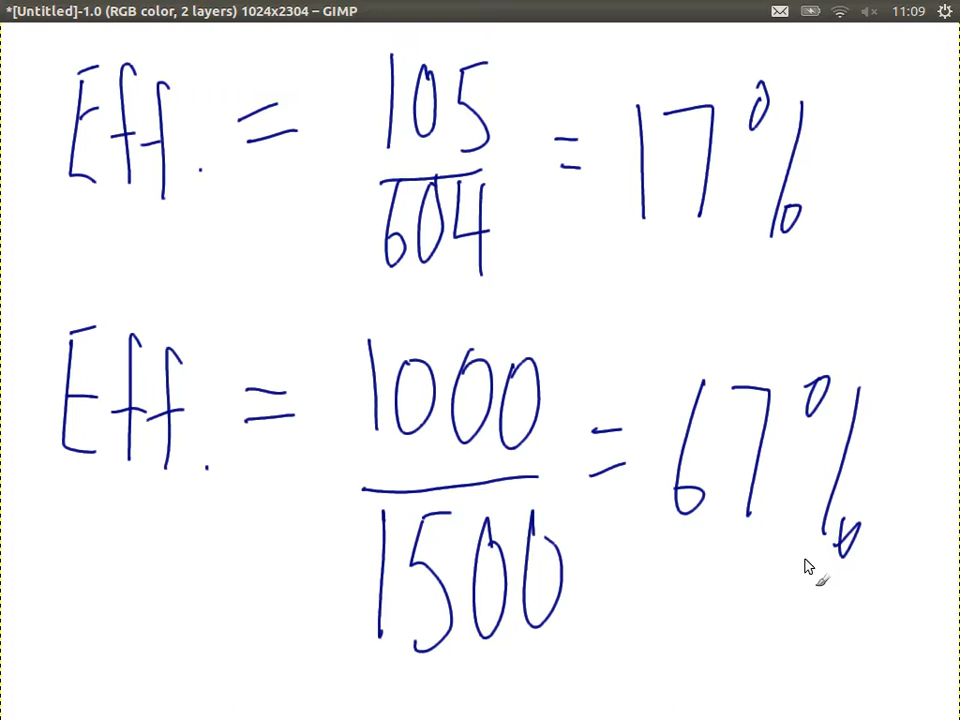 *[Untitled]-1.0 (RGB color, 2 layers) 1024x2304 – GIMP 11:09
Eff. = 105/604 = 17%
Eff. = 1000/1500 = 67%